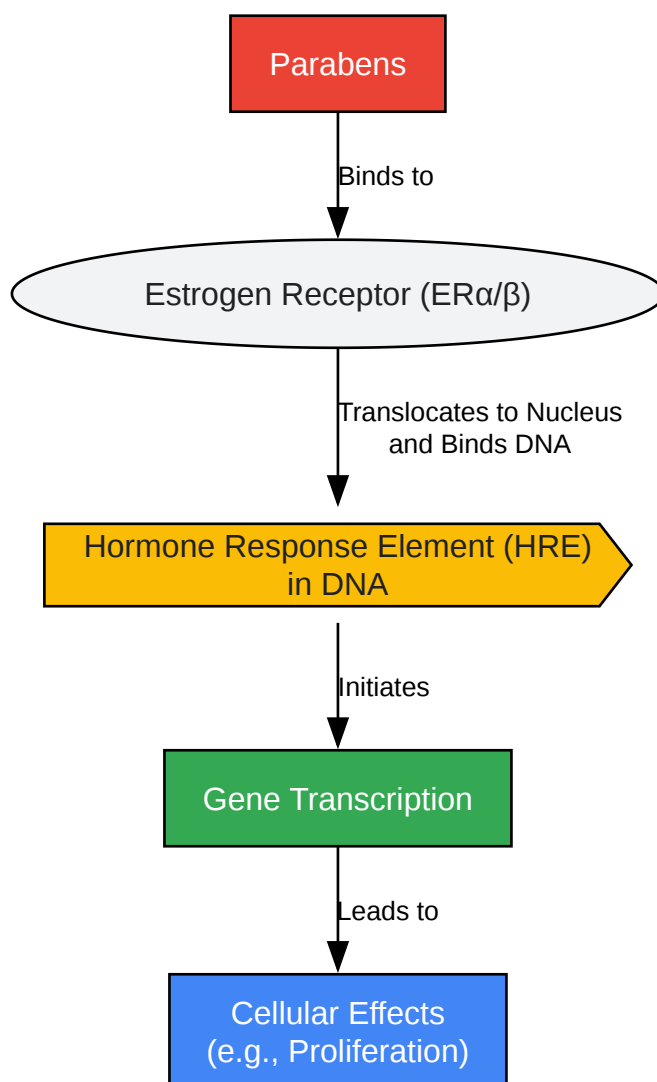 Parabens
Binds to
Estrogen Receptor (ERα/β)
Translocates to Nucleus
and Binds DNA
Hormone Response Element (HRE)
in DNA
Initiates
Gene Transcription
Leads to
Cellular Effects
(e.g., Proliferation)